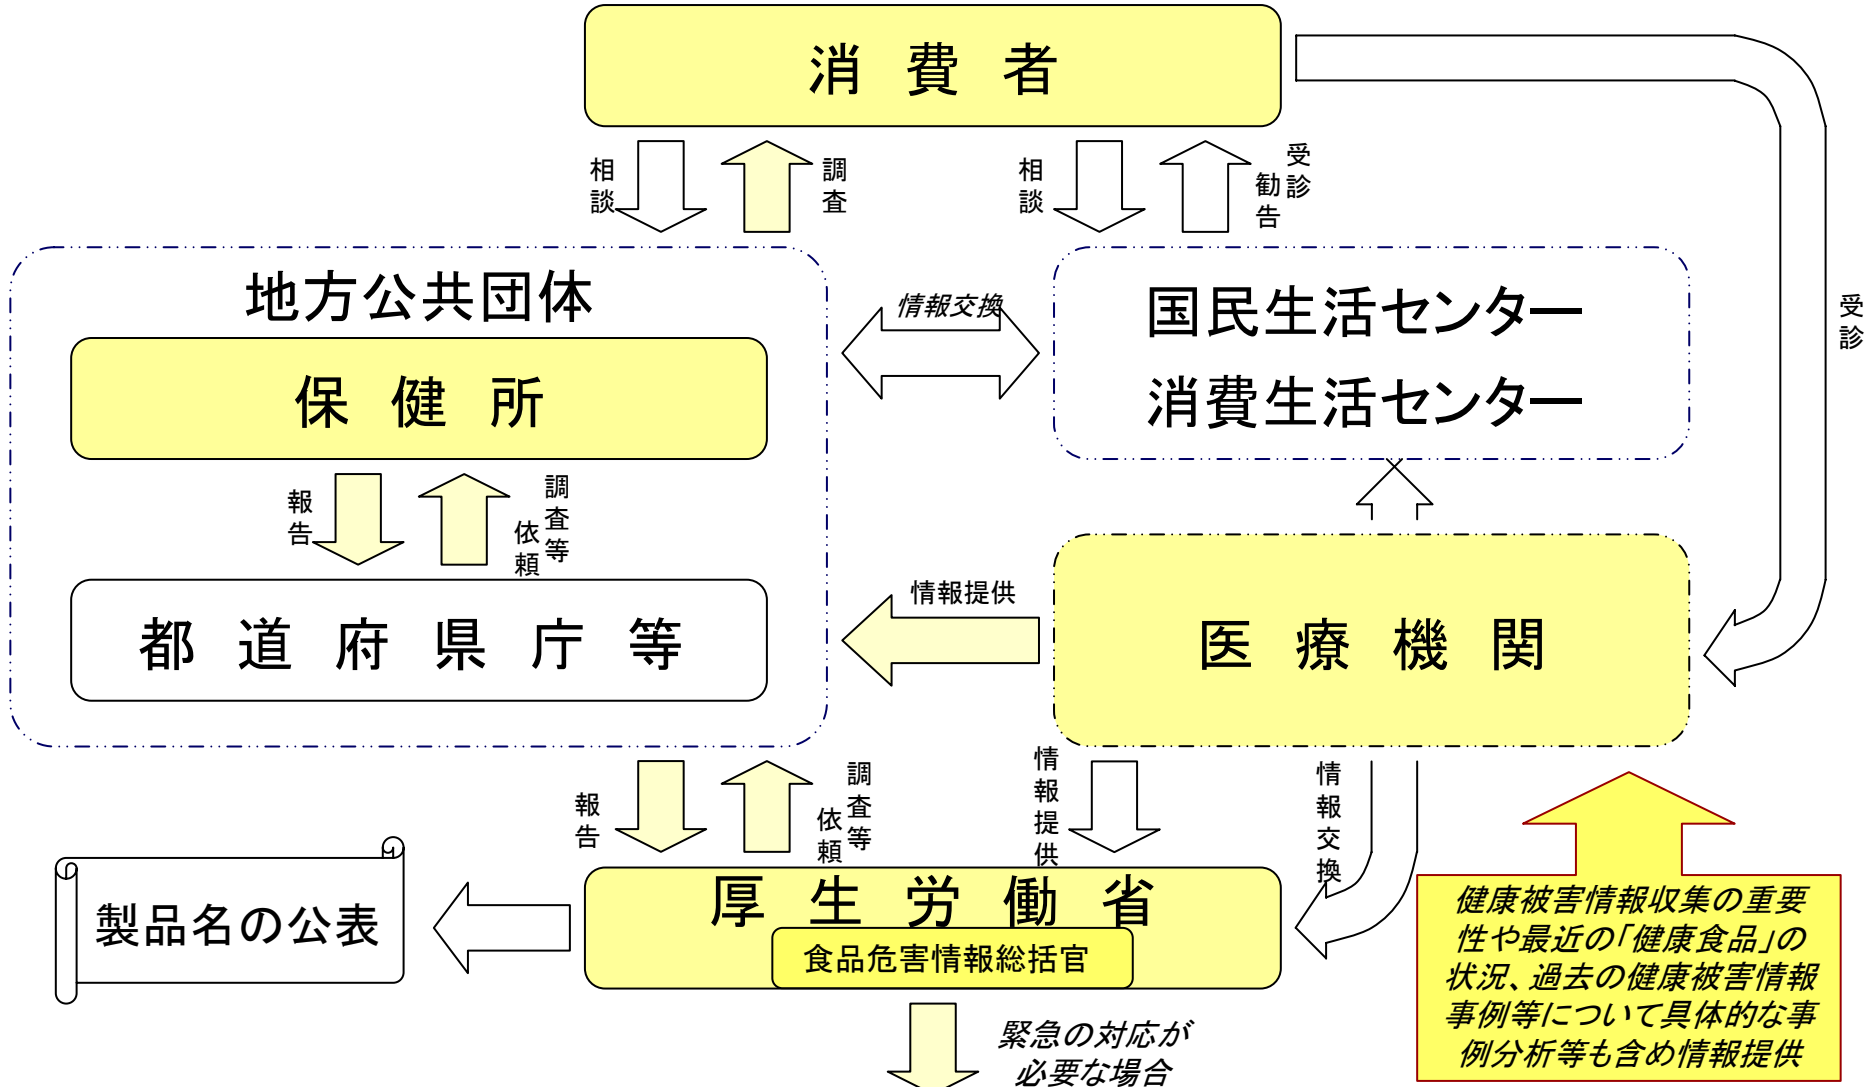 消費者
相談
調査
相談
受診
勧告
受診
地方公共団体
情報交換
国民生活センター
消費生活センター
保健所
報告
調査等
依頼
都道府県庁等
情報提供
医療機関
報告
調査等
依頼
情報提供
情報交換
製品名の公表
厚生労働省
食品危害情報総括官
健康被害情報収集の重要
性や最近の「健康食品」の
状況、過去の健康被害情報
事例等について具体的な事
例分析等も含め情報提供
緊急の対応が
必要な場合